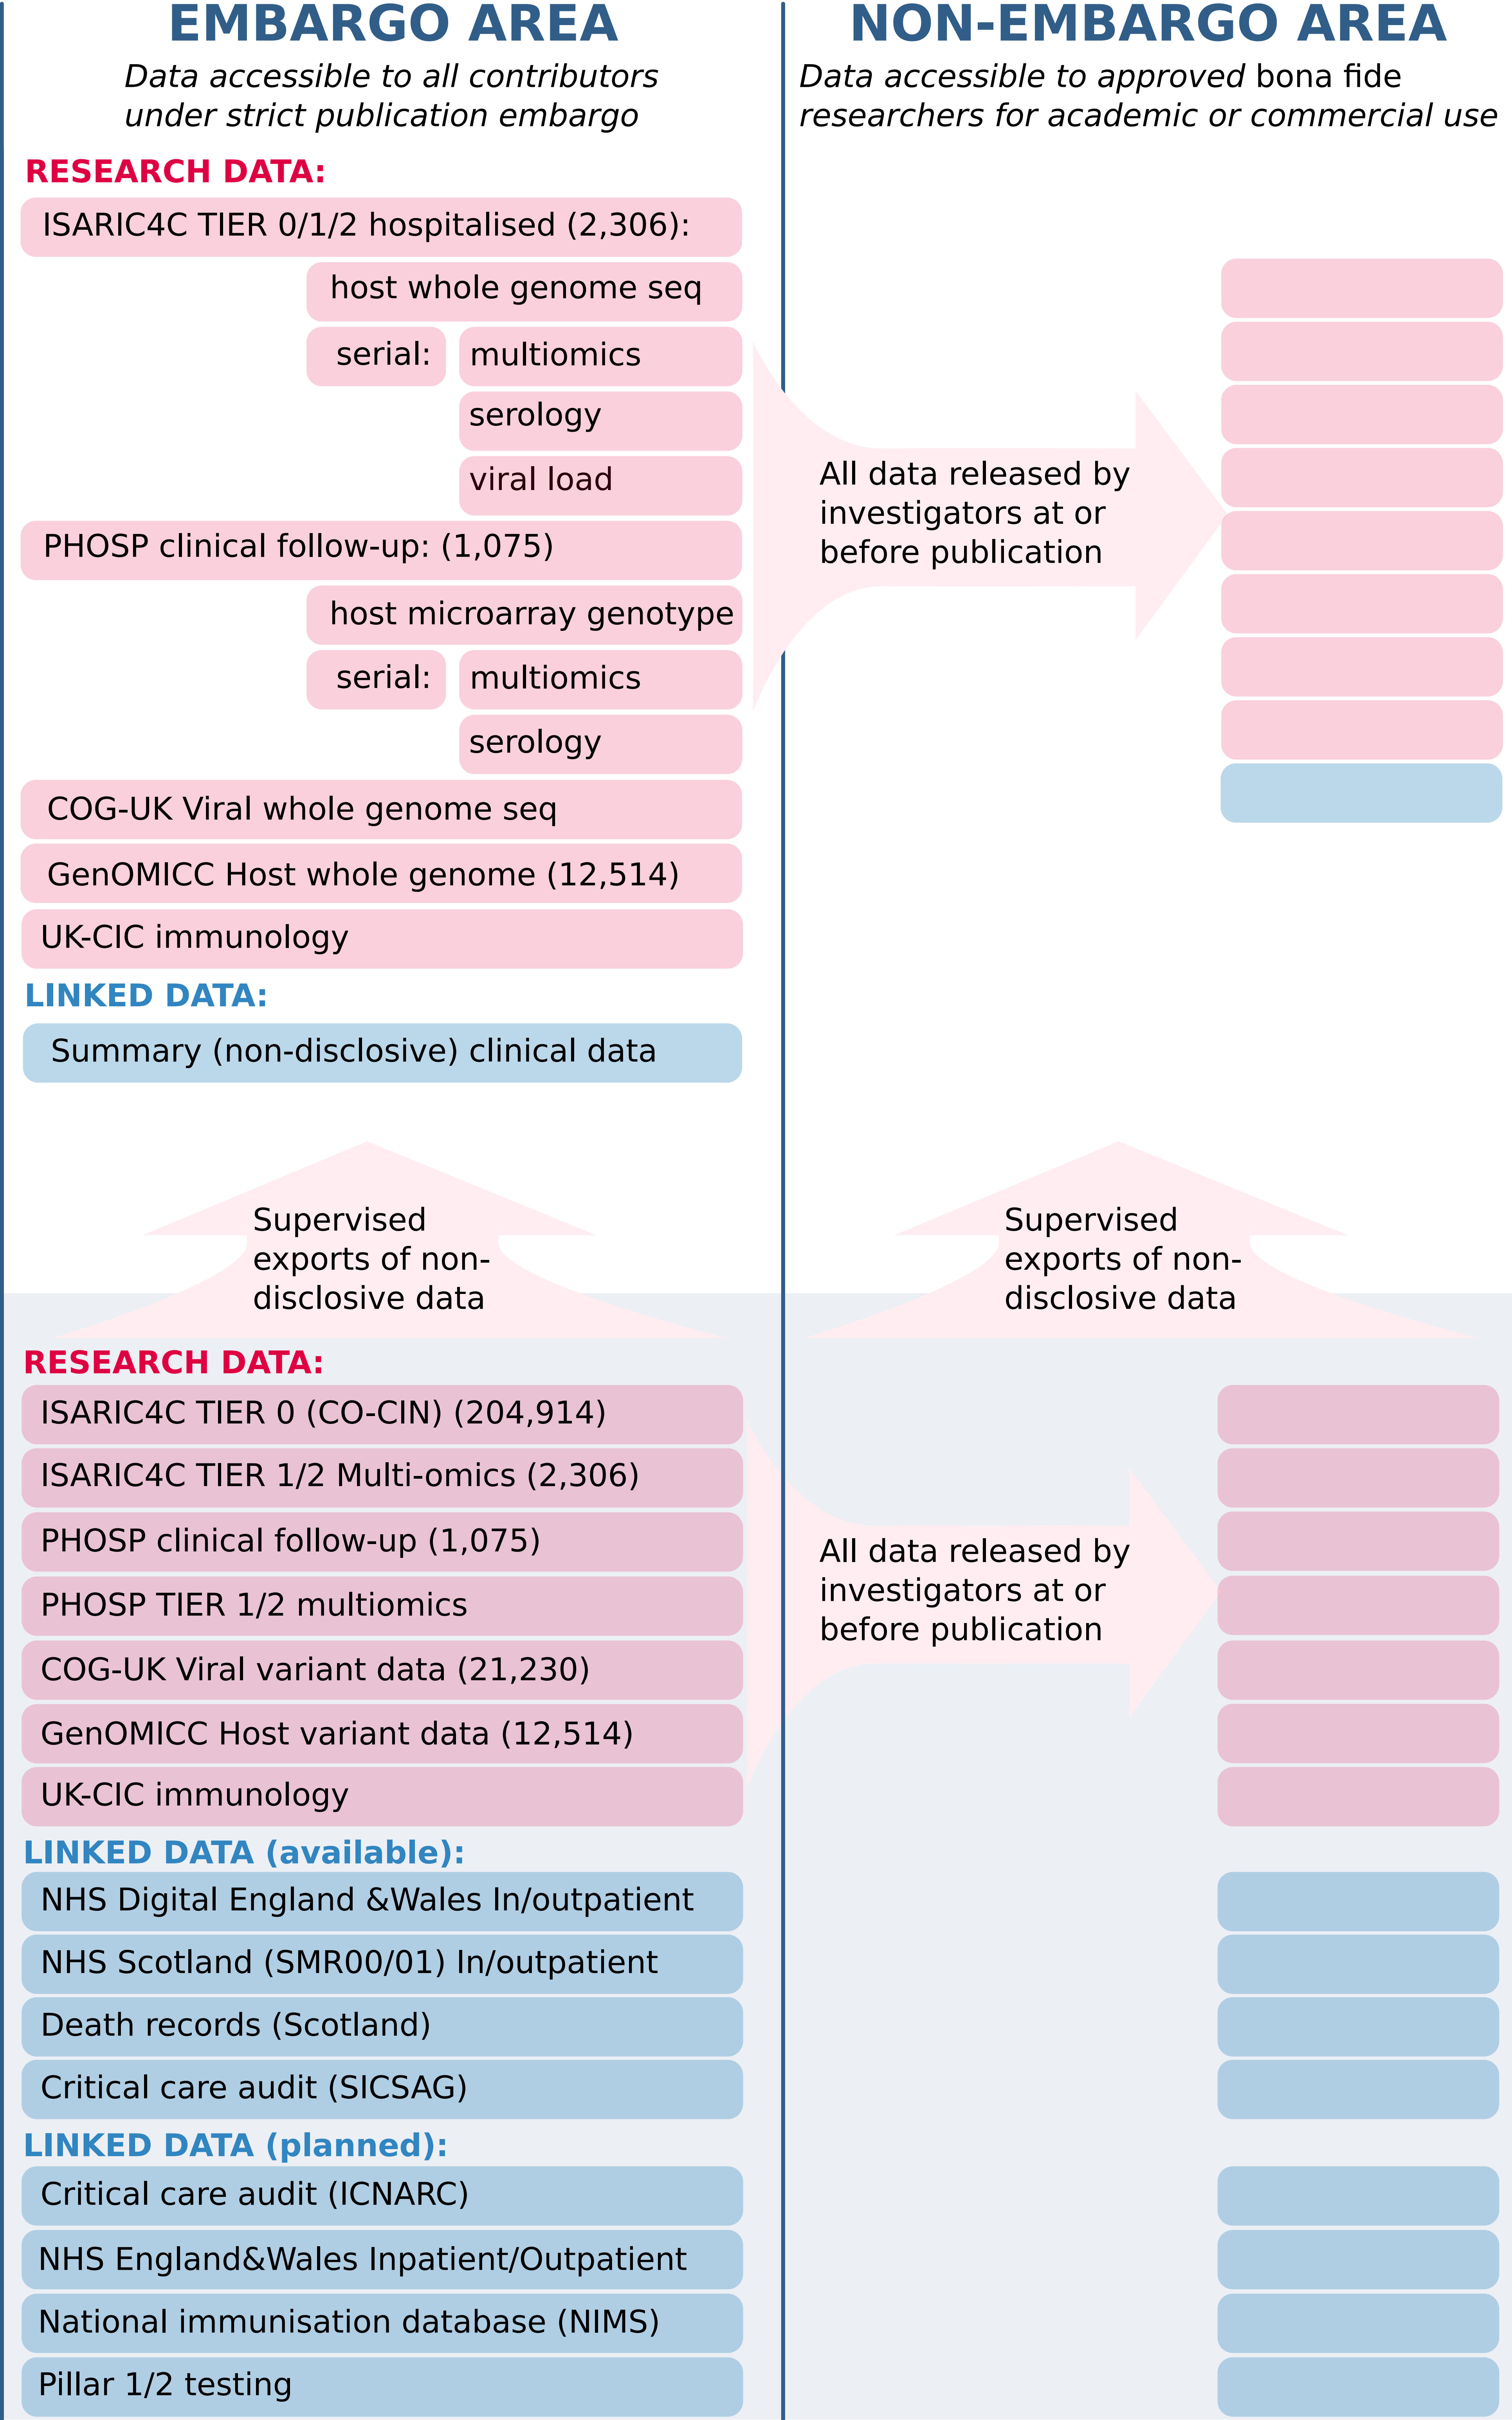 EMBARGO AREA
Data accessible to all contributors
under strict publication embargo
NON-EMBARGO AREA
Data accessible to approved bona fide
researchers for academic or commercial use
RESEARCH DATA:
ISARIC4C TIER 0/1/2 hospitalised (2,306):
host whole genome seq
serial: multiomics
serology
viral load
PHOSP clinical follow-up: (1,075)
host microarray genotype
serial: multiomics
serology
COG-UK Viral whole genome seq
GenOMICC Host whole genome (12,514)
UK-CIC immunology
All data released by
investigators at or
before publication
LINKED DATA:
Summary (non-disclosive) clinical data
Supervised
exports of non-
disclosive data
Supervised
exports of non-
disclosive data
RESEARCH DATA:
ISARIC4C TIER 0 (CO-CIN) (204,914)
ISARIC4C TIER 1/2 Multi-omics (2,306)
PHOSP clinical follow-up (1,075)
PHOSP TIER 1/2 multiomics
COG-UK Viral variant data (21,230)
GenOMICC Host variant data (12,514)
UK-CIC immunology
All data released by
investigators at or
before publication
LINKED DATA (available):
NHS Digital England &Wales In/outpatient
NHS Scotland (SMR00/01) In/outpatient
Death records (Scotland)
Critical care audit (SICSAG)
LINKED DATA (planned):
Critical care audit (ICNARC)
NHS England&Wales Inpatient/Outpatient
National immunisation database (NIMS)
Pillar 1/2 testing